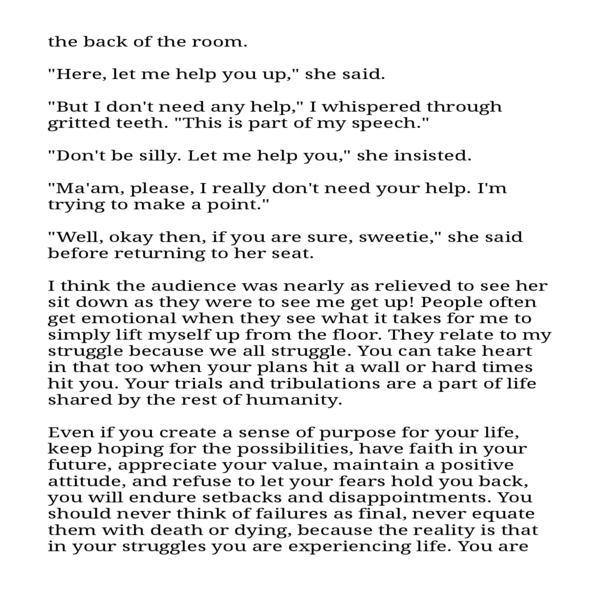 the back of the room.
"Here, let me help you up," she said.
"But I don't need any help," I whispered through
gritted teeth. "This is part of my speech."
"Don't be silly. Let me help you," she insisted.
"Ma'am, please, I really don't need your help. I'm
trying to make a point."
"Well, okay then, if you are sure, sweetie," she said
before returning to her seat.
I think the audience was nearly as relieved to see her
sit down as they were to see me get up! People often
get emotional when they see what it takes for me to
simply lift myself up from the floor. They relate to my
struggle because we all struggle. You can take heart
in that too when your plans hit a wall or hard times
hit you. Your trials and tribulations are a part of life
shared by the rest of humanity.
Even if you create a sense of purpose for your life,
keep hoping for the possibilities, have faith in your
future, appreciate your value, maintain a positive
attitude, and refuse to let your fears hold you back,
you will endure setbacks and disappointments. You
should never think of failures as final, never equate
them with death or dying, because the reality is that
in your struggles you are experiencing life. You are